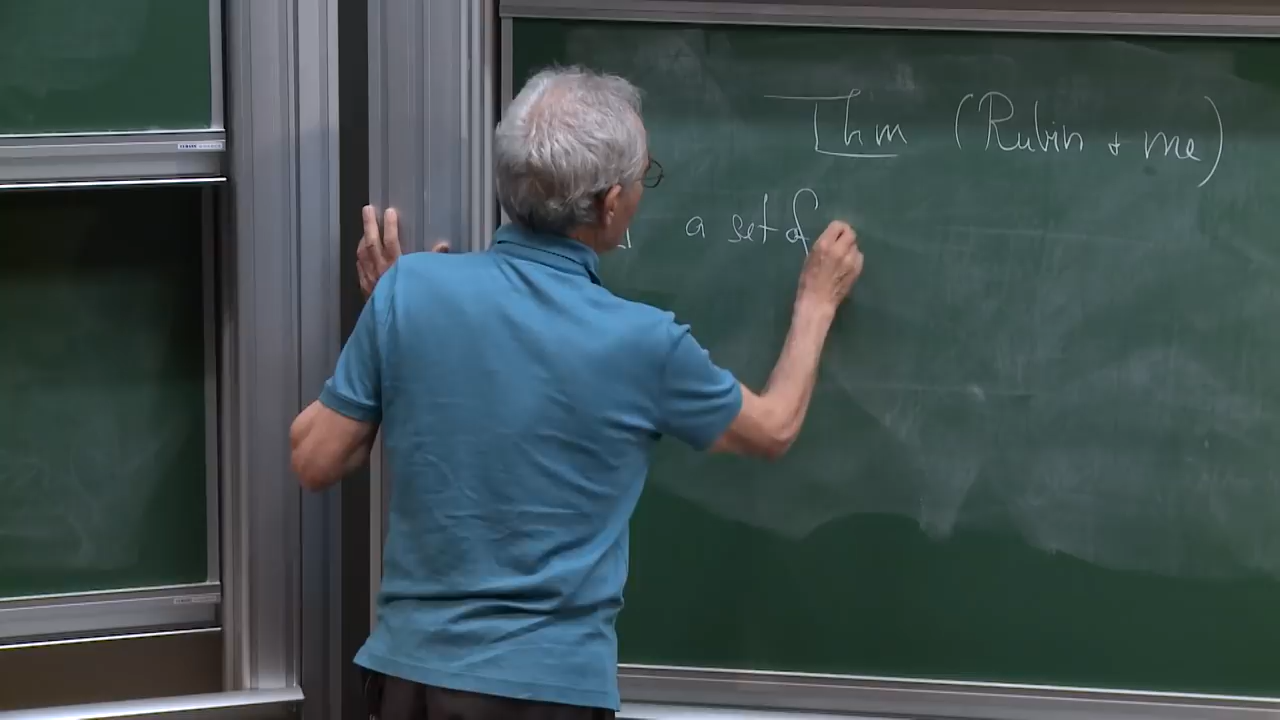 Thm (Rubin + me)
a set of